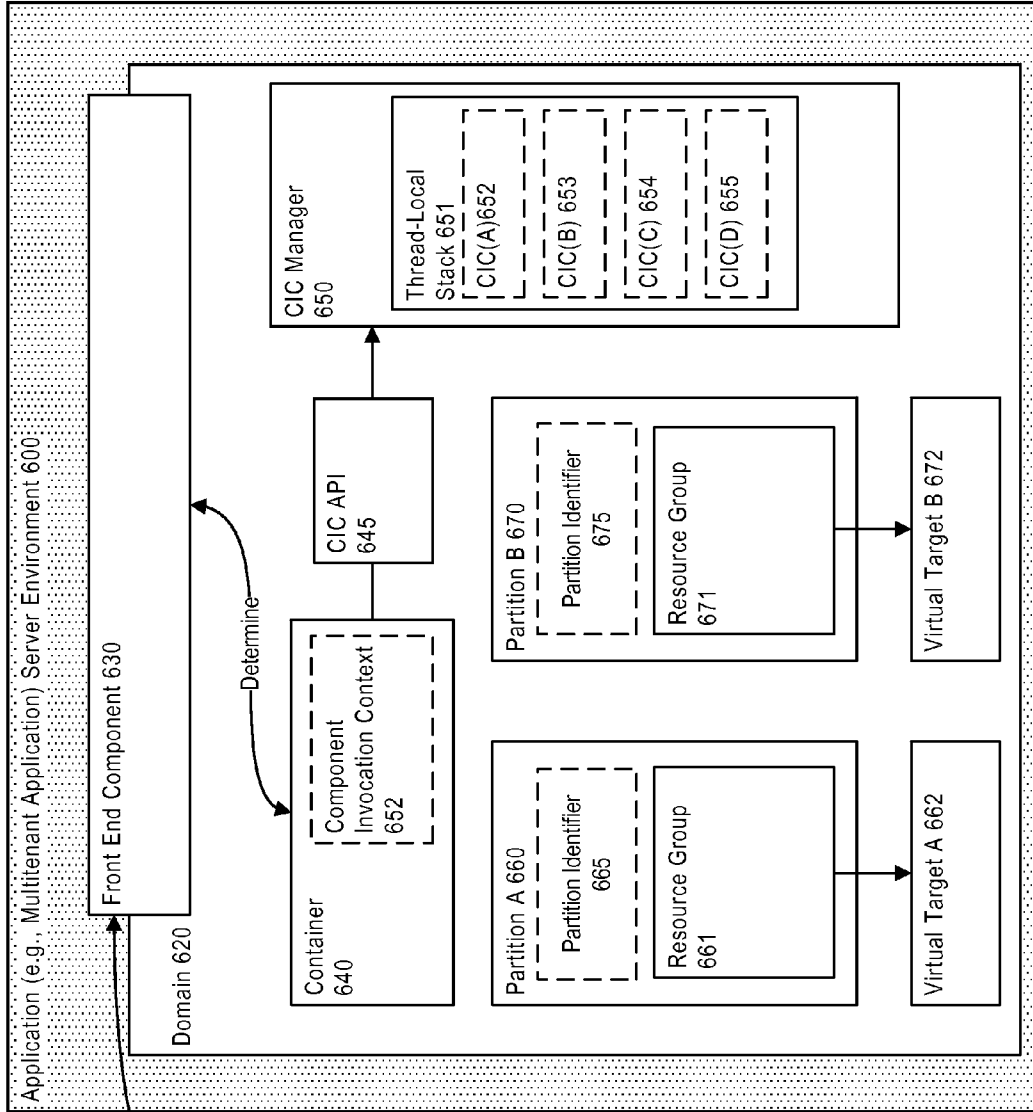 Application (e.g., Multitenant Application) Server Environment 600
Front End Component 630
Domain 620
Determine
Container
640
Component
Invocation Context
652
CIC API
645
CIC Manager
650
Thread-Local
Stack 651
CIC(A)652
CIC(B) 653
CIC(C) 654
CIC(D) 655
Partition A 660
Partition Identifier
665
Resource Group
661
Virtual Target A 662
Partition B 670
Partition Identifier
675
Resource Group
671
Virtual Target B 672